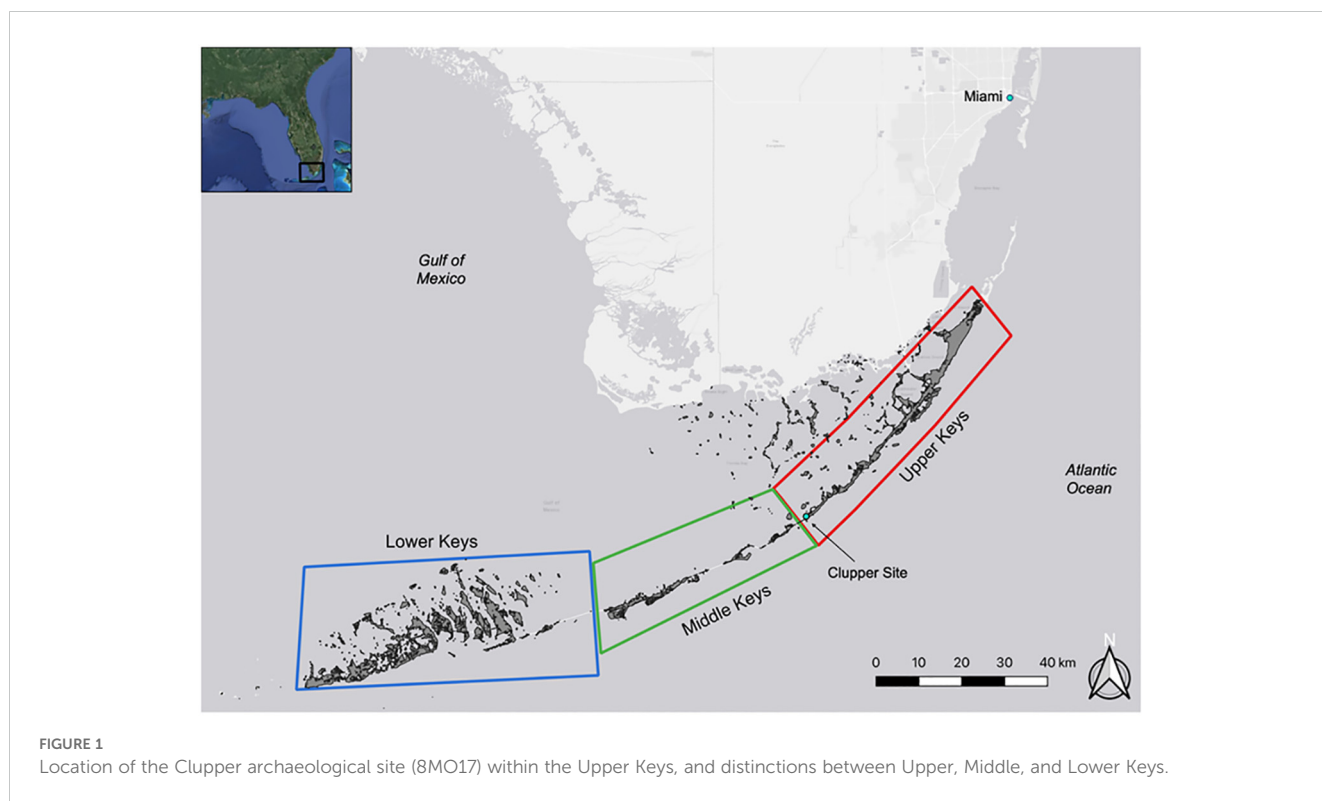 Miami
Gulf of
Mexico
Upper Keys
Atlantic
Ocean
Lower Keys
Clupper Site
Middle Keys
N
0 10 20 30 40 km
FIGURE 1
Location of the Clupper archaeological site (8MO17) within the Upper Keys, and distinctions between Upper, Middle, and Lower Keys.